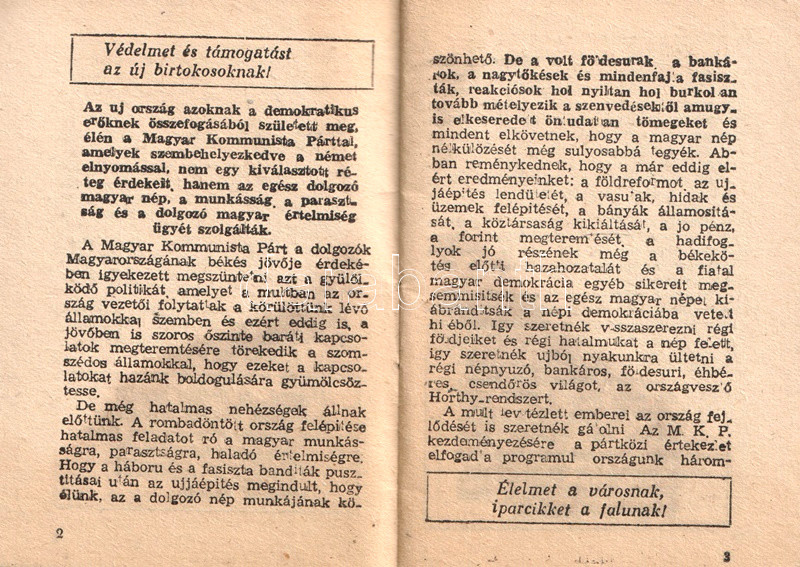 Védelmet és támogatást
az új birtokosoknak!
Az uj ország azoknak a demokratikus
erőknek összefogásából született meg,
élén a Magyar Kommunista Párttal,
amelyek szembehelyezkedve a német
elnyomással, nem egy kiválasztott ré-
teg érdekeit, hanem az egész dolgozó
magyar nép, a munkásság, a paraszt-
ság és a dolgozó magyar értelmiség
ügyét szolgálták.
A Magyar Kommunista Párt a dolgozók
Magyarországának békés jövője érdeké-
ben igyekezett megszüntetni azt a gyülöl-
ködő politikát, amelyet a multban az or-
szág vezetői folytattak a körülöttünk lévő
államokkal szemben és ezért eddig is, a
jövőben is szoros őszinte baráti kapcso-
latok megteremtésére törekedik a szom-
szédos államokkal, hogy ezeket a kapcso-
latokat hazánk boldogulására gyümölcsöz-
tesse.
De még hatalmas nehézségek állnak
előttünk. A rombadöntött ország felépitése
hatalmas feladatot ró a magyar munkás-
ságra, parasztságra, haladó értelmiségre.
Hogy a háboru és a fasiszta banditák pusz-
titásai után az ujjáépités megindult, hogy
élünk, az a dolgozó nép munkájának kö-
2
szönhető. De a volt földesurak, a banká-
rok, a nagytőkések és mindenfajta fasisz-
ták, reakciósok hol nyiltan hol burkoltan
tovább mételyezik a szenvedésektől amugy-
is elkeseredett öntudatlan tömegeket és
mindent elkövetnek, hogy a magyar nép
nélkülözését még sulyosabbá tegyék. Ab-
ban reménykednek, hogy a már eddig el-
ért eredményeinket: a földreformot, az uj-
jáépités lendületét, a vasutak, hidak és
üzemek felépitését, a bányák államositá-
sát, a köztársaság kikiáltását, a jo pénz,
a forint megteremtését, a hadifog-
lyok jó részének még a békekö-
tés előtti hazahozatalát és a fiatal
magyar demokrácia egyéb sikereit meg-
semmisitsék és az egész magyar népet ki-
ábránditsák a népi demokráciába vetett
hitéből. Igy szeretnék visszaszerezni régi
földjeiket és régi hatalmukat a nép felett,
igy szeretnék ujból nyakunkra ültetni a
régi népnyuzó, bankáros, földesuri, éhbé-
res, csendőrös világot, az országvesztő
Horthy-rendszert.
A mult levitézlett emberei az ország fej-
lődését is szeretnék gátolni. Az M. K. P.
kezdeményezésére a pártközi értekezlet
elfogadta programul országunk három-
Élelmet a városnak,
iparcikket a falunak!
3